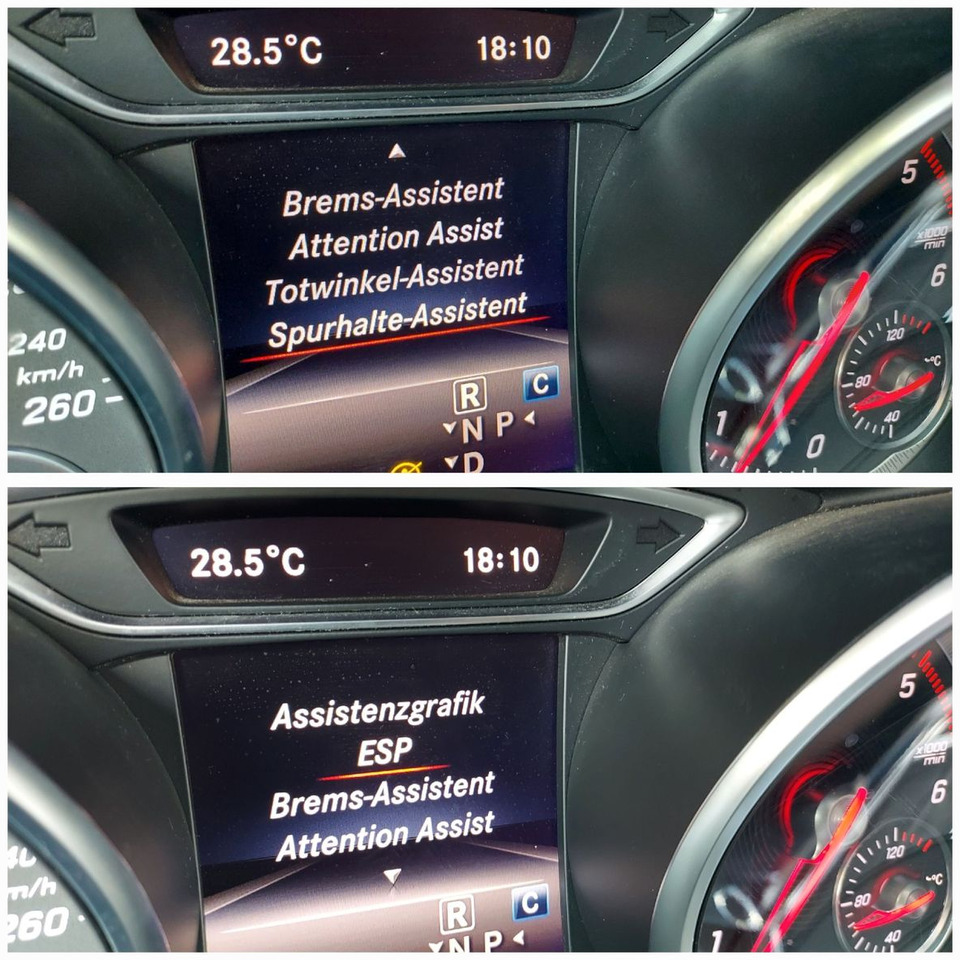 28.5°C 18:10
Brems-Assistent
Attention Assist
Totwinkel-Assistent
Spurhalte-Assistent
R C
N P
D
240
km/h
260
5
x1000
min
6
120
°C
80
40
1
0
28.5°C 18:10
Assistenzgrafik
ESP
Brems-Assistent
Attention Assist
R C
N P
260
5
x1000
min
6
120
°C
80
40
1